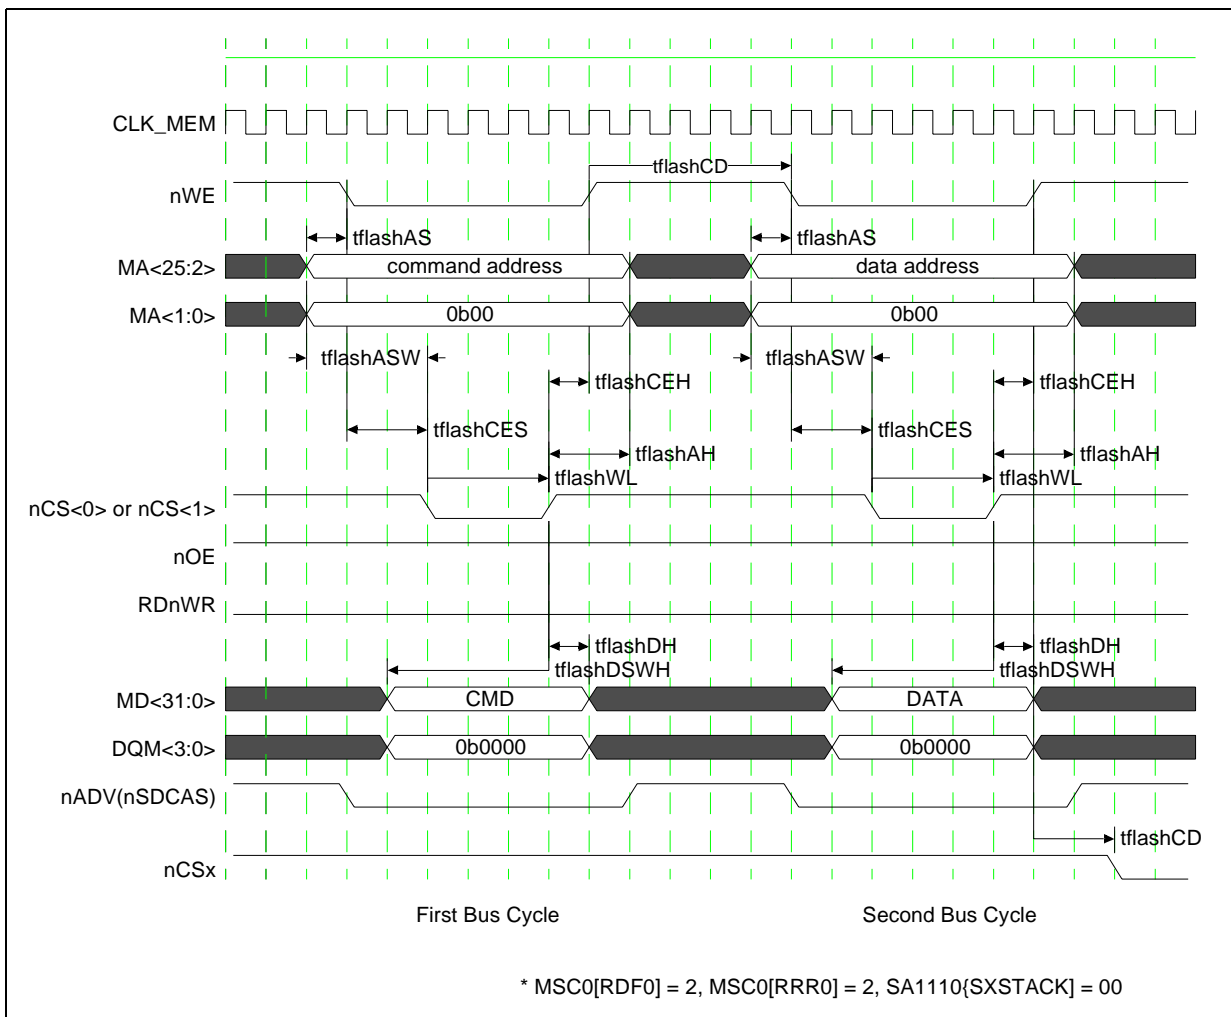 CLK_MEM
tflashCD
nWE
tflashAS tflashAS
MA<25:2> command address data address
MA<1:0> 0b00 0b00
tflashASW tflashASW
tflashCEH tflashCEH
tflashCES tflashCES
tflashAH tflashAH
tflashWL tflashWL
nCS<0> or nCS<1>
nOE
RDnWR
tflashDH tflashDH
tflashDSWH tflashDSWH
MD<31:0> CMD DATA
DQM<3:0> 0b0000 0b0000
nADV(nSDCAS)
tflashCD
nCSx
First Bus Cycle Second Bus Cycle
* MSC0[RDF0] = 2, MSC0[RRR0] = 2, SA1110{SXSTACK] = 00